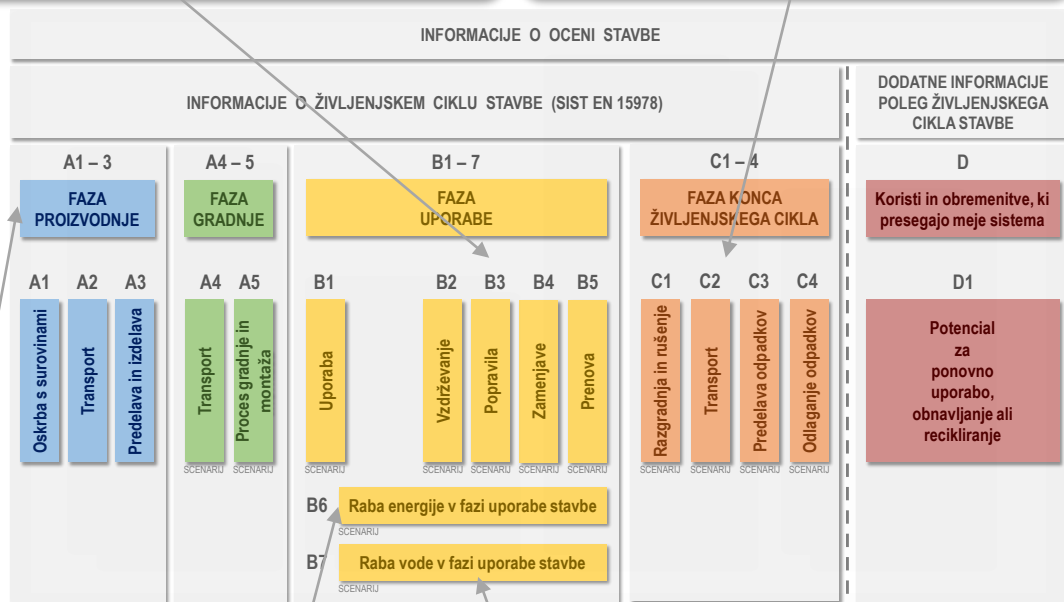 INFORMACIJE O OCENI STAVBE
INFORMACIJE O ŽIVLJENJSKEM CIKLU STAVBE (SIST EN 15978)
DODATNE INFORMACIJE
POLEG ŽIVLJENJSKEGA
CIKLA STAVBE
A1 – 3
A4 – 5
B1 – 7
C1 – 4
D
FAZA
PROIZVODNJE
FAZA
GRADNJE
FAZA
UPORABE
FAZA KONCA
ŽIVLJENJSKEGA CIKLA
Koristi in obremenitve, ki
presegajo meje sistema
A1
A2
A3
A4
A5
B1
B2
B3
B4
B5
C1
C2
C3
C4
D1
Oskrba s surovinami
Transport
Predelava in izdelava
Transport
Proces gradnje in
montaža
Uporaba
Vzdrževanje
Popravila
Zamenjave
Prenova
Razgradnja in rušenje
Transport
Predelava odpadkov
Odlaganje odpadkov
Potencial
za
ponovno
uporabo,
obnavljanje ali
recikliranje
SCENARIJ
SCENARIJ
SCENARIJ
SCENARIJ
SCENARIJ
SCENARIJ
SCENARIJ
SCENARIJ
SCENARIJ
SCENARIJ
SCENARIJ
B6
Raba energije v fazi uporabe stavbe
SCENARIJ
B7
Raba vode v fazi uporabe stavbe
SCENARIJ